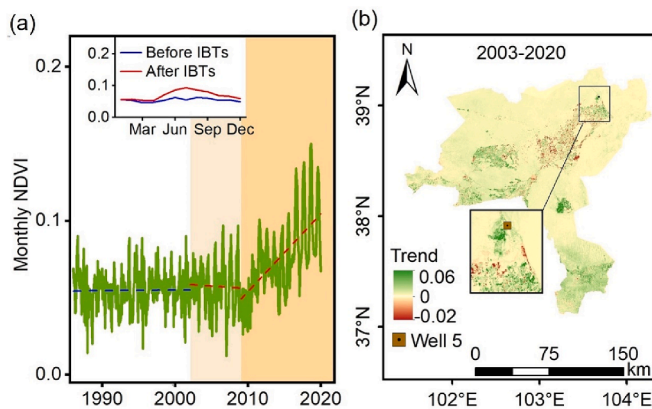 (a)
0.2
0.1
0.0
Monthly NDVI
0.2
0.1
0.0
Before IBTs
After IBTs
Mar Jun Sep Dec
1990 2000 2010 2020
(b)
N
2003-2020
39°N
38°N
37°N
Trend
0.06
0
-0.02
Well 5
0 75 150
km
102°E 103°E 104°E